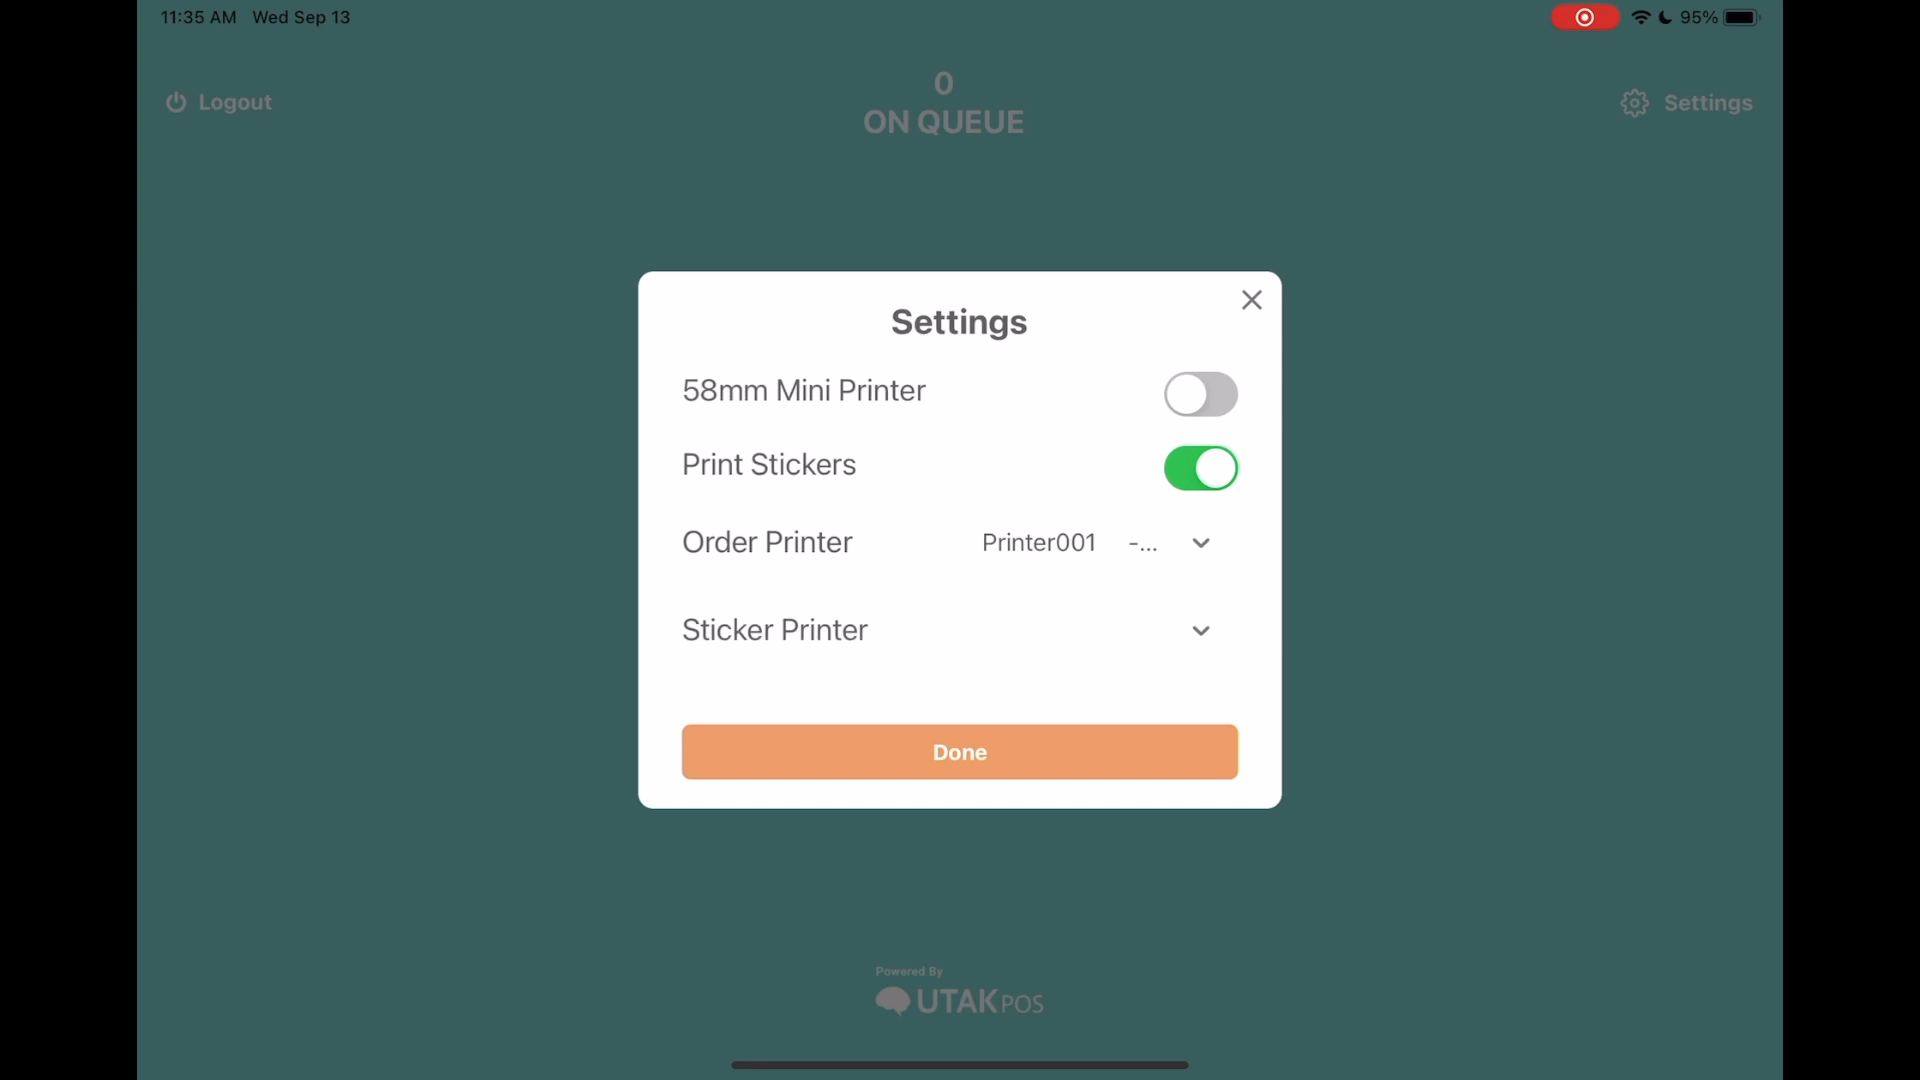 11:35 AM Wed Sep 13
95%
Logout
0
ON QUEUE
Settings
Settings
58mm Mini Printer
Print Stickers
Order Printer Printer001 -...
Sticker Printer
Done
Powered By
UTAKPOS